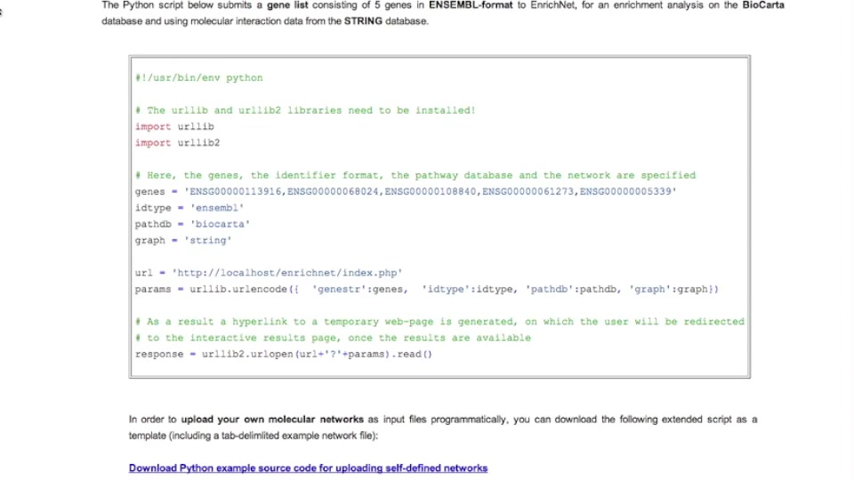 The Python script below submits a gene list consisting of 5 genes in ENSEMBL-format to EnrichNet, for an enrichment analysis on the BioCarta
database and using molecular interaction data from the STRING database.
#!/usr/bin/env python
# The urllib and urllib2 libraries need to be installed!
import urllib
import urllib2
# Here, the genes, the identifier format, the pathway database and the network are specified
genes = 'ENSG00000113916,ENSG00000068024,ENSG00000108840,ENSG00000061273,ENSG00000005339'
idtype = 'ensembl'
pathdb = 'biocarta'
graph = 'string'
url = 'http://localhost/enrichnet/index.php'
params = urllib.urlencode({ 'genestr':genes, 'idtype':idtype, 'pathdb':pathdb, 'graph':graph})
# As a result a hyperlink to a temporary web-page is generated, on which the user will be redirected
# to the interactive results page, once the results are available
response = urllib2.urlopen(url+'?'+params).read()
In order to upload your own molecular networks as input files programmatically, you can download the following extended script as a
template (including a tab-delimlited example network file):
Download Python example source code for uploading self-defined networks